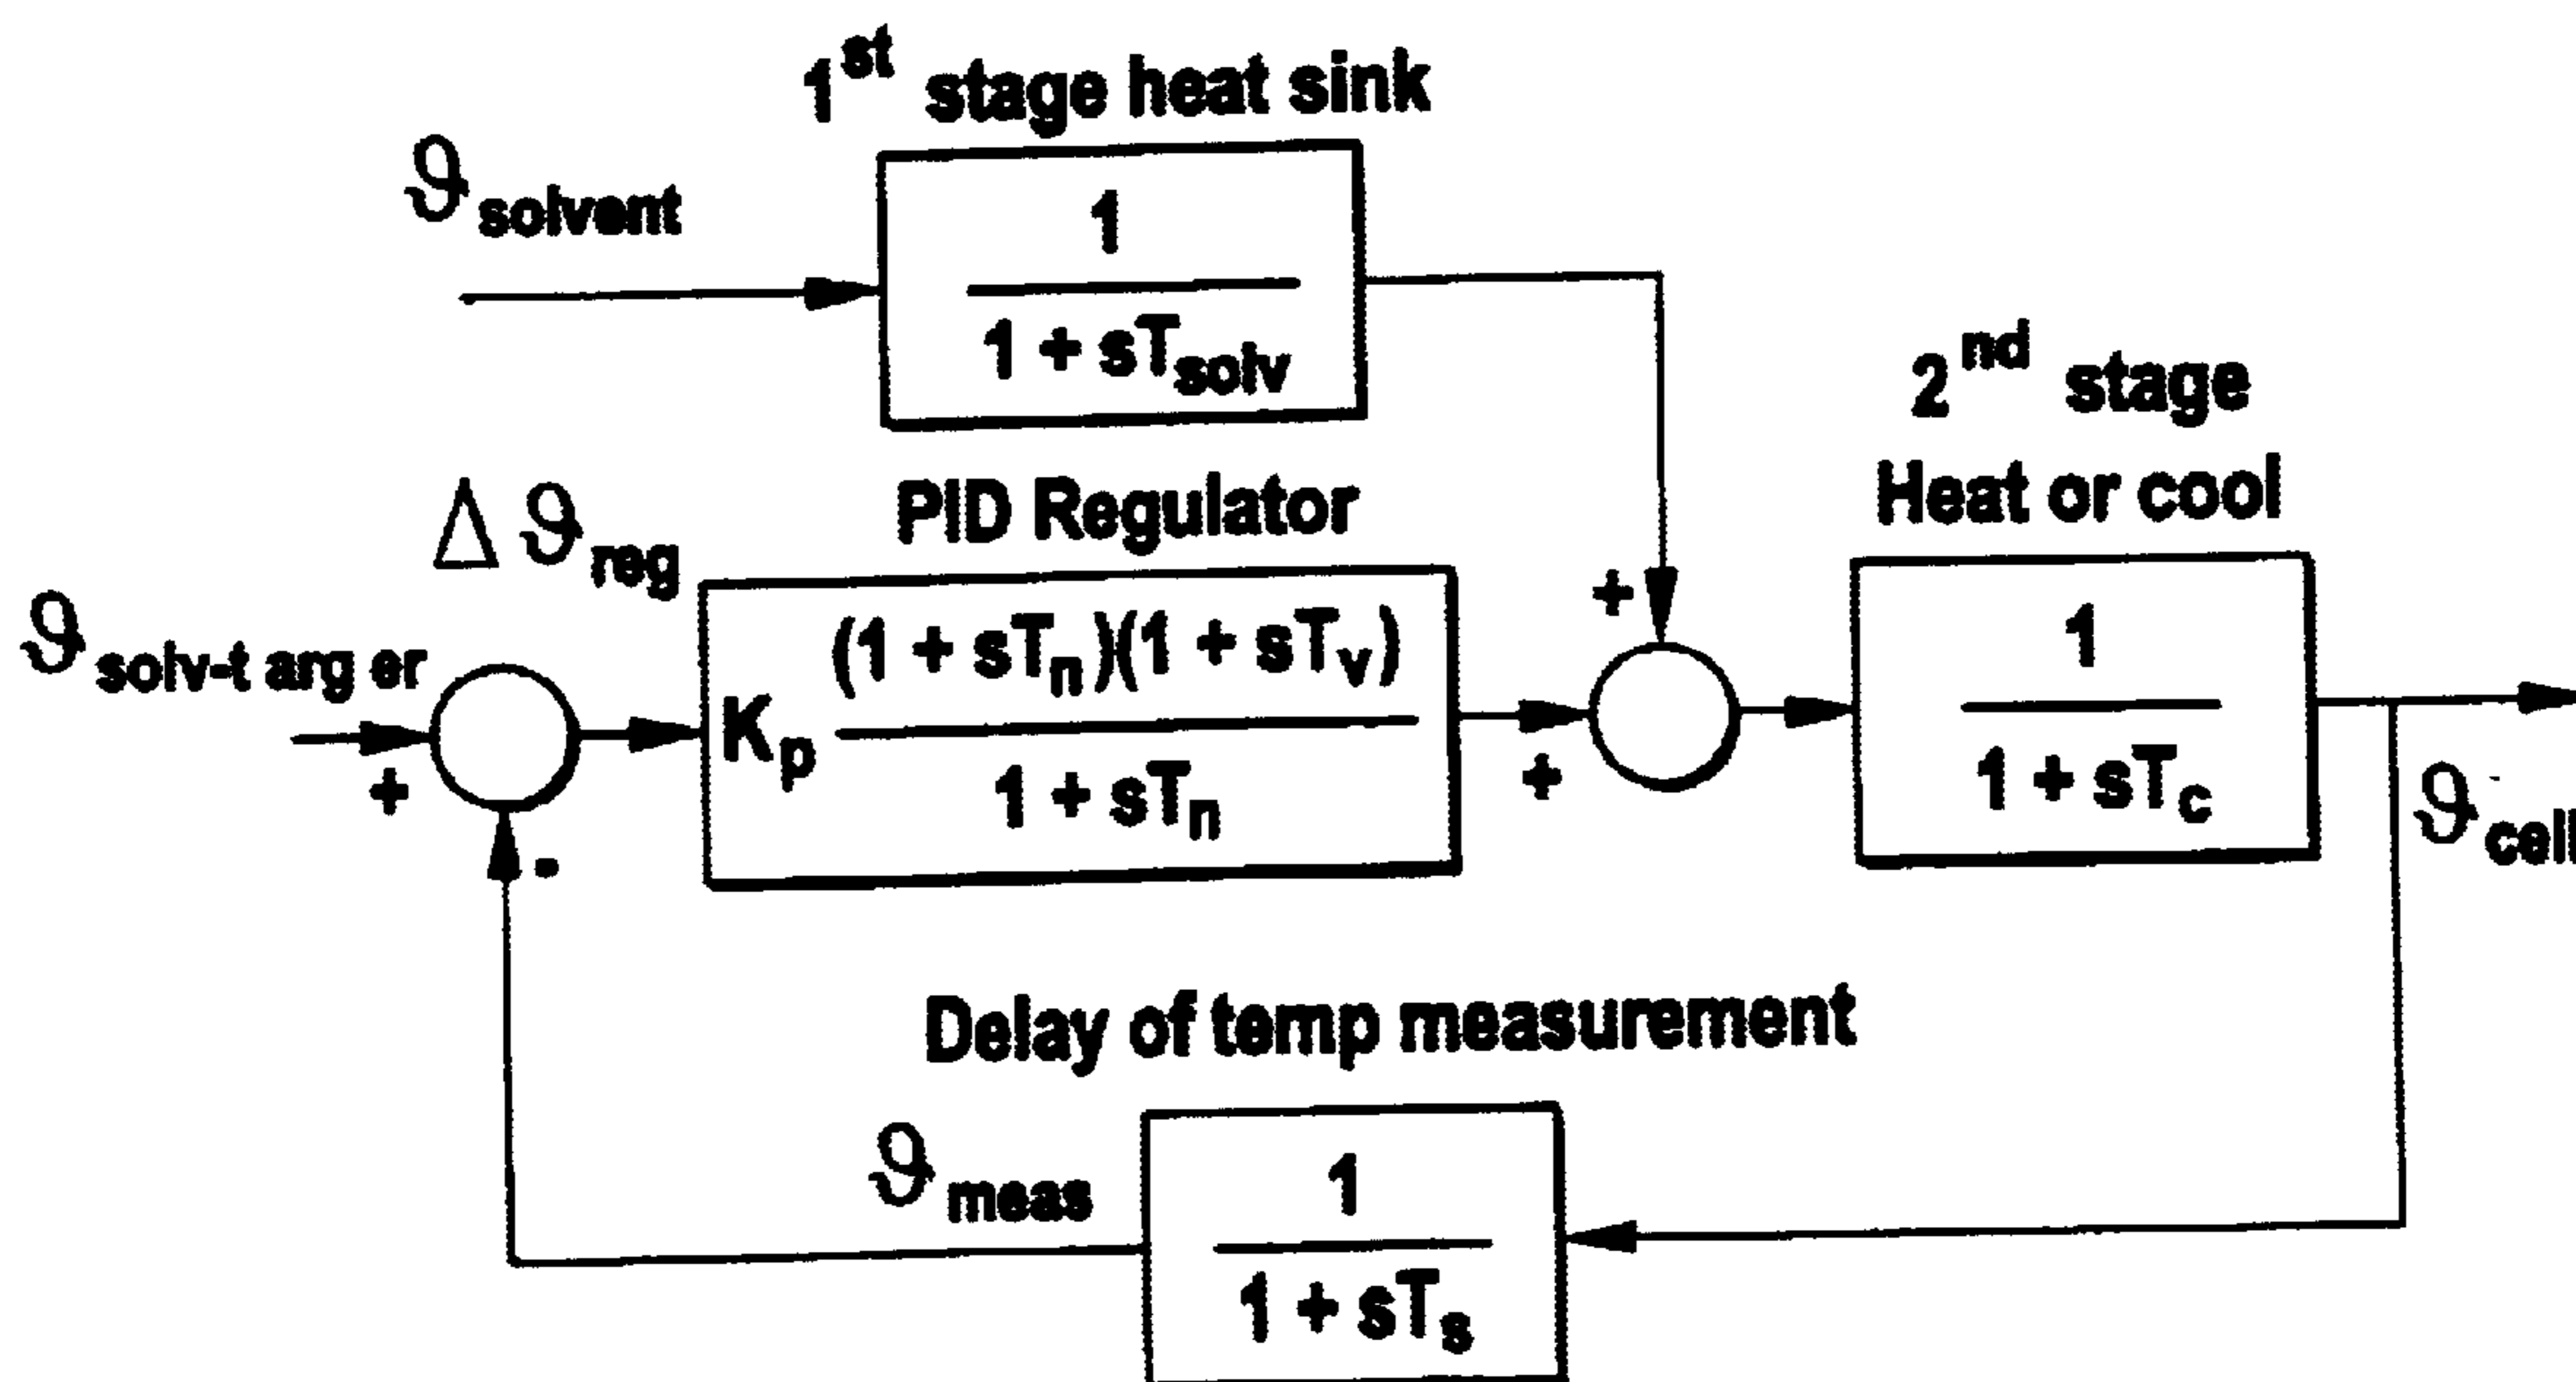 1st stage heat sink
ϑsolvent
1
1 + sTsolv
2nd stage
Heat or cool
Δ ϑreg
PID Regulator
ϑsolv-t arg er
Kp (1 + sTn)(1 + sTv)
1 + sTn
+
-
+
+
1
1 + sTc
ϑcell
Delay of temp measurement
ϑmeas
1
1 + sTs